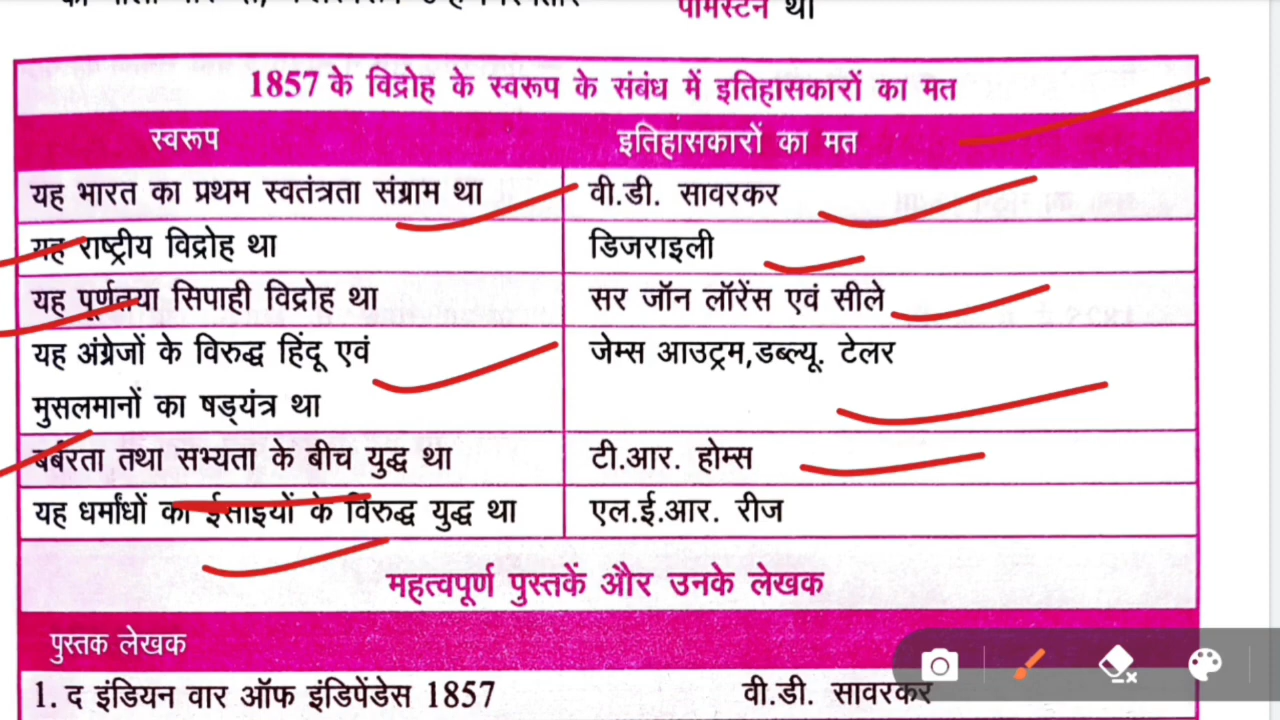 पामस्टन था
1857 के विद्रोह के स्वरूप के संबंध में इतिहासकारों का मत
स्वरूप इतिहासकारों का मत
यह भारत का प्रथम स्वतंत्रता संग्राम था वी.डी. सावरकर
यह राष्ट्रीय विद्रोह था डिजराइली
यह पूर्णतया सिपाही विद्रोह था सर जॉन लॉरेंस एवं सीले
यह अंग्रेजों के विरुद्ध हिंदू एवं जेम्स आउट्रम,डब्ल्यू. टेलर
मुसलमानों का षड्यंत्र था
बर्बरता तथा सभ्यता के बीच युद्ध था टी.आर. होम्स
यह धर्मांधों का ईसाइयों के विरुद्ध युद्ध था एल.ई.आर. रीज
महत्वपूर्ण पुस्तकें और उनके लेखक
पुस्तक लेखक
1. द इंडियन वार ऑफ इंडिपेंडेस 1857 वी.डी. सावरकर